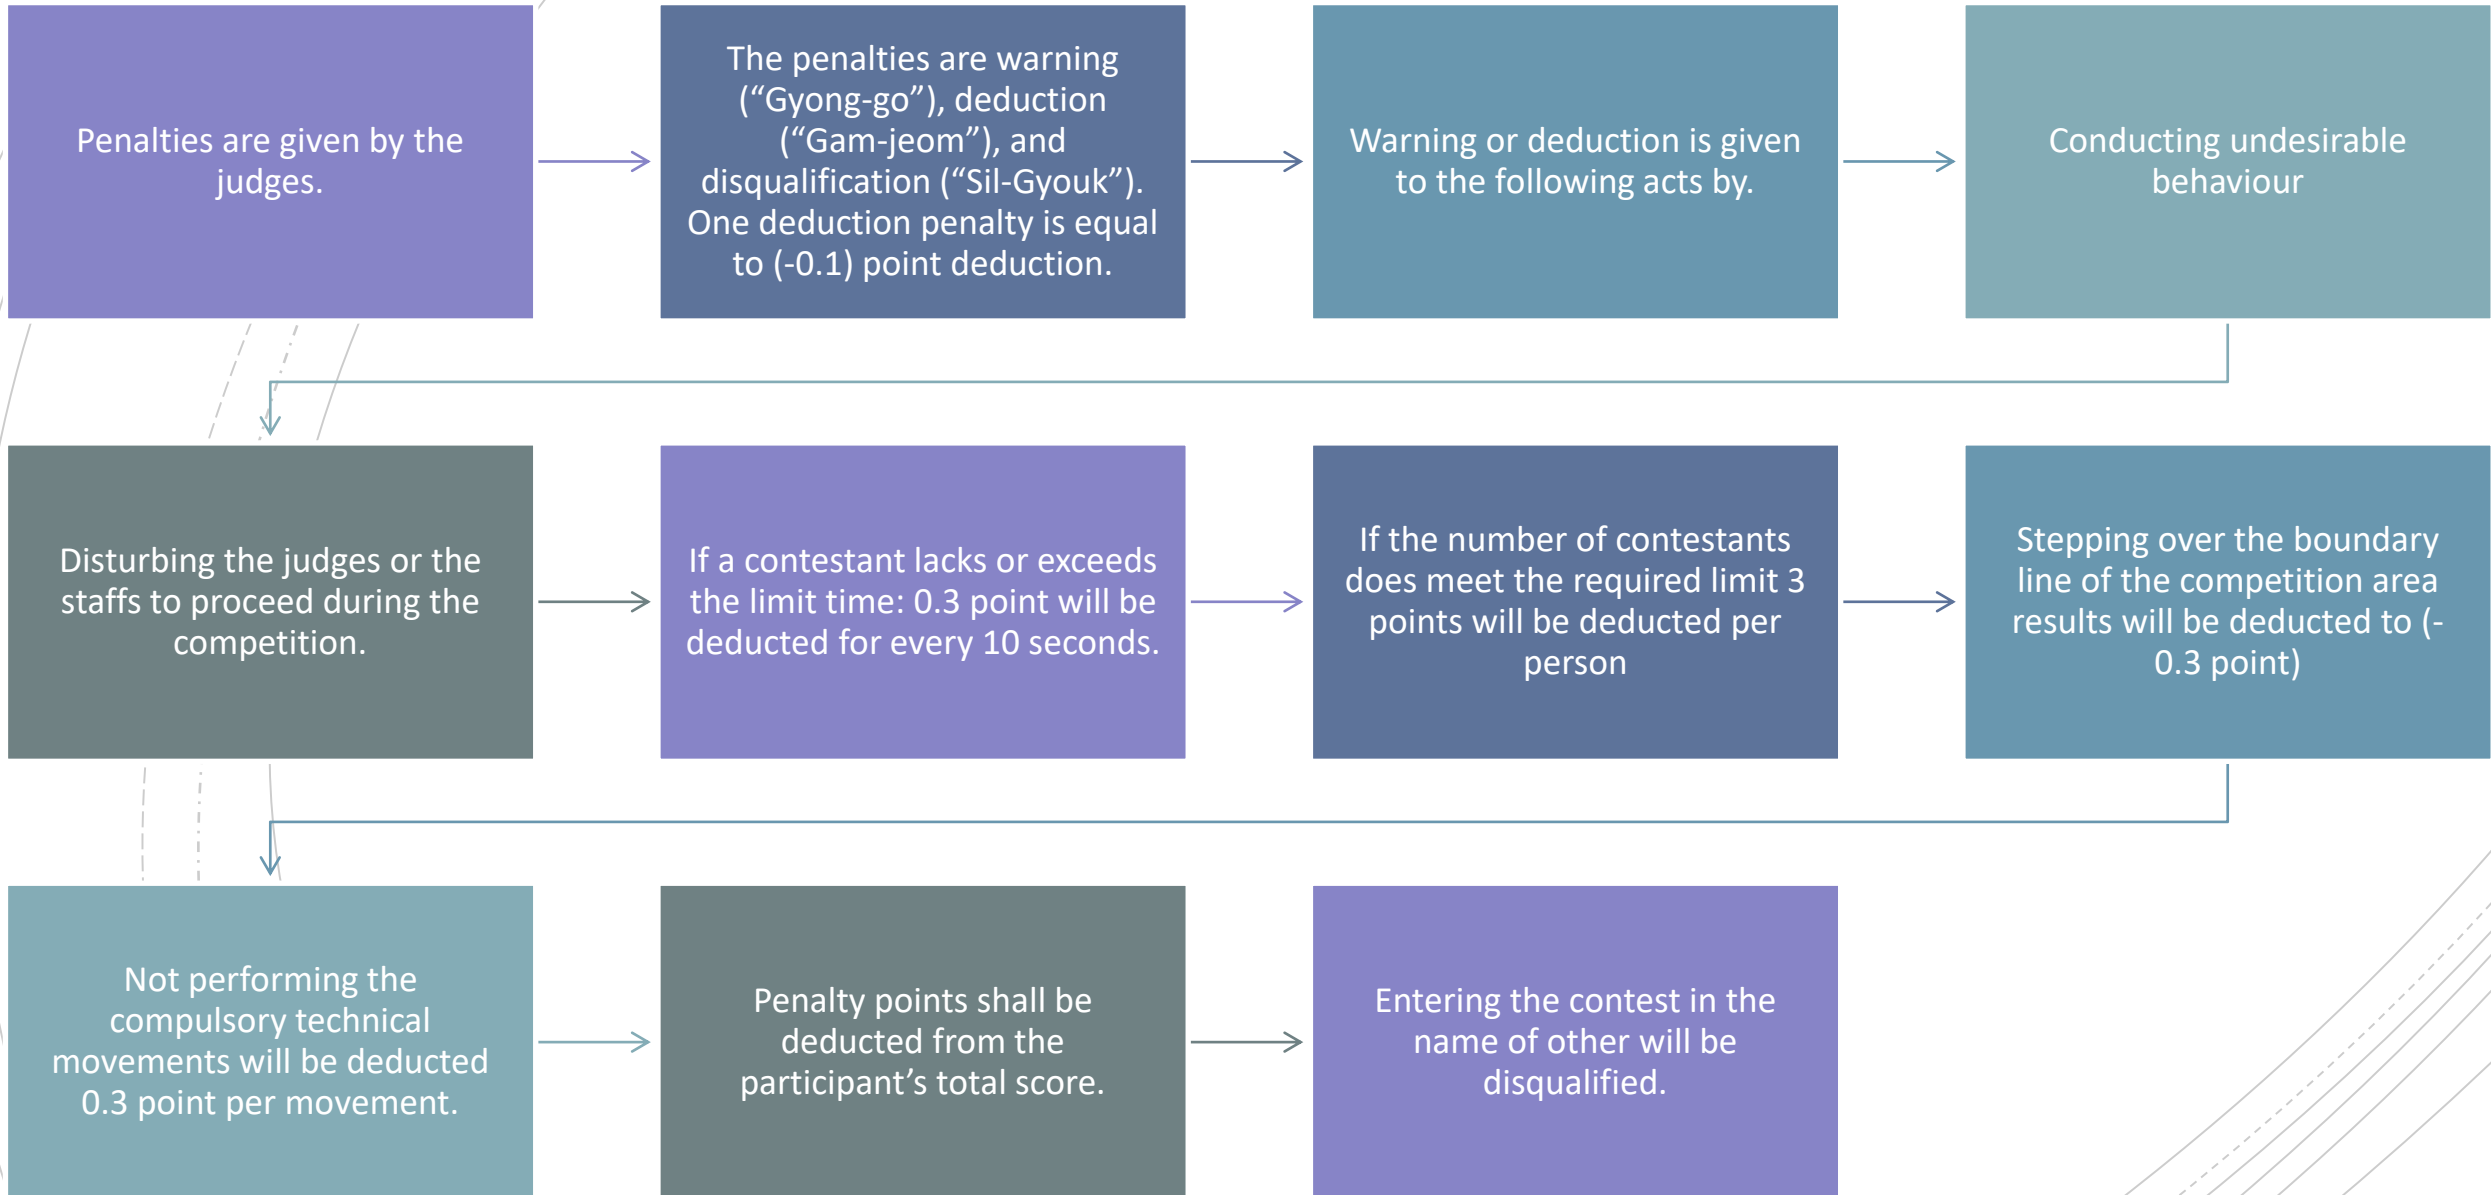 Penalties are given by the
judges.
The penalties are warning
(“Gyong-go”), deduction
(“Gam-jeom”), and
disqualification (“Sil-Gyouk”).
One deduction penalty is equal
to (-0.1) point deduction.
Warning or deduction is given
to the following acts by.
Conducting undesirable
behaviour
Disturbing the judges or the
staffs to proceed during the
competition.
If a contestant lacks or exceeds
the limit time: 0.3 point will be
deducted for every 10 seconds.
If the number of contestants
does meet the required limit 3
points will be deducted per
person
Stepping over the boundary
line of the competition area
results will be deducted to (-
0.3 point)
Not performing the
compulsory technical
movements will be deducted
0.3 point per movement.
Penalty points shall be
deducted from the
participant’s total score.
Entering the contest in the
name of other will be
disqualified.